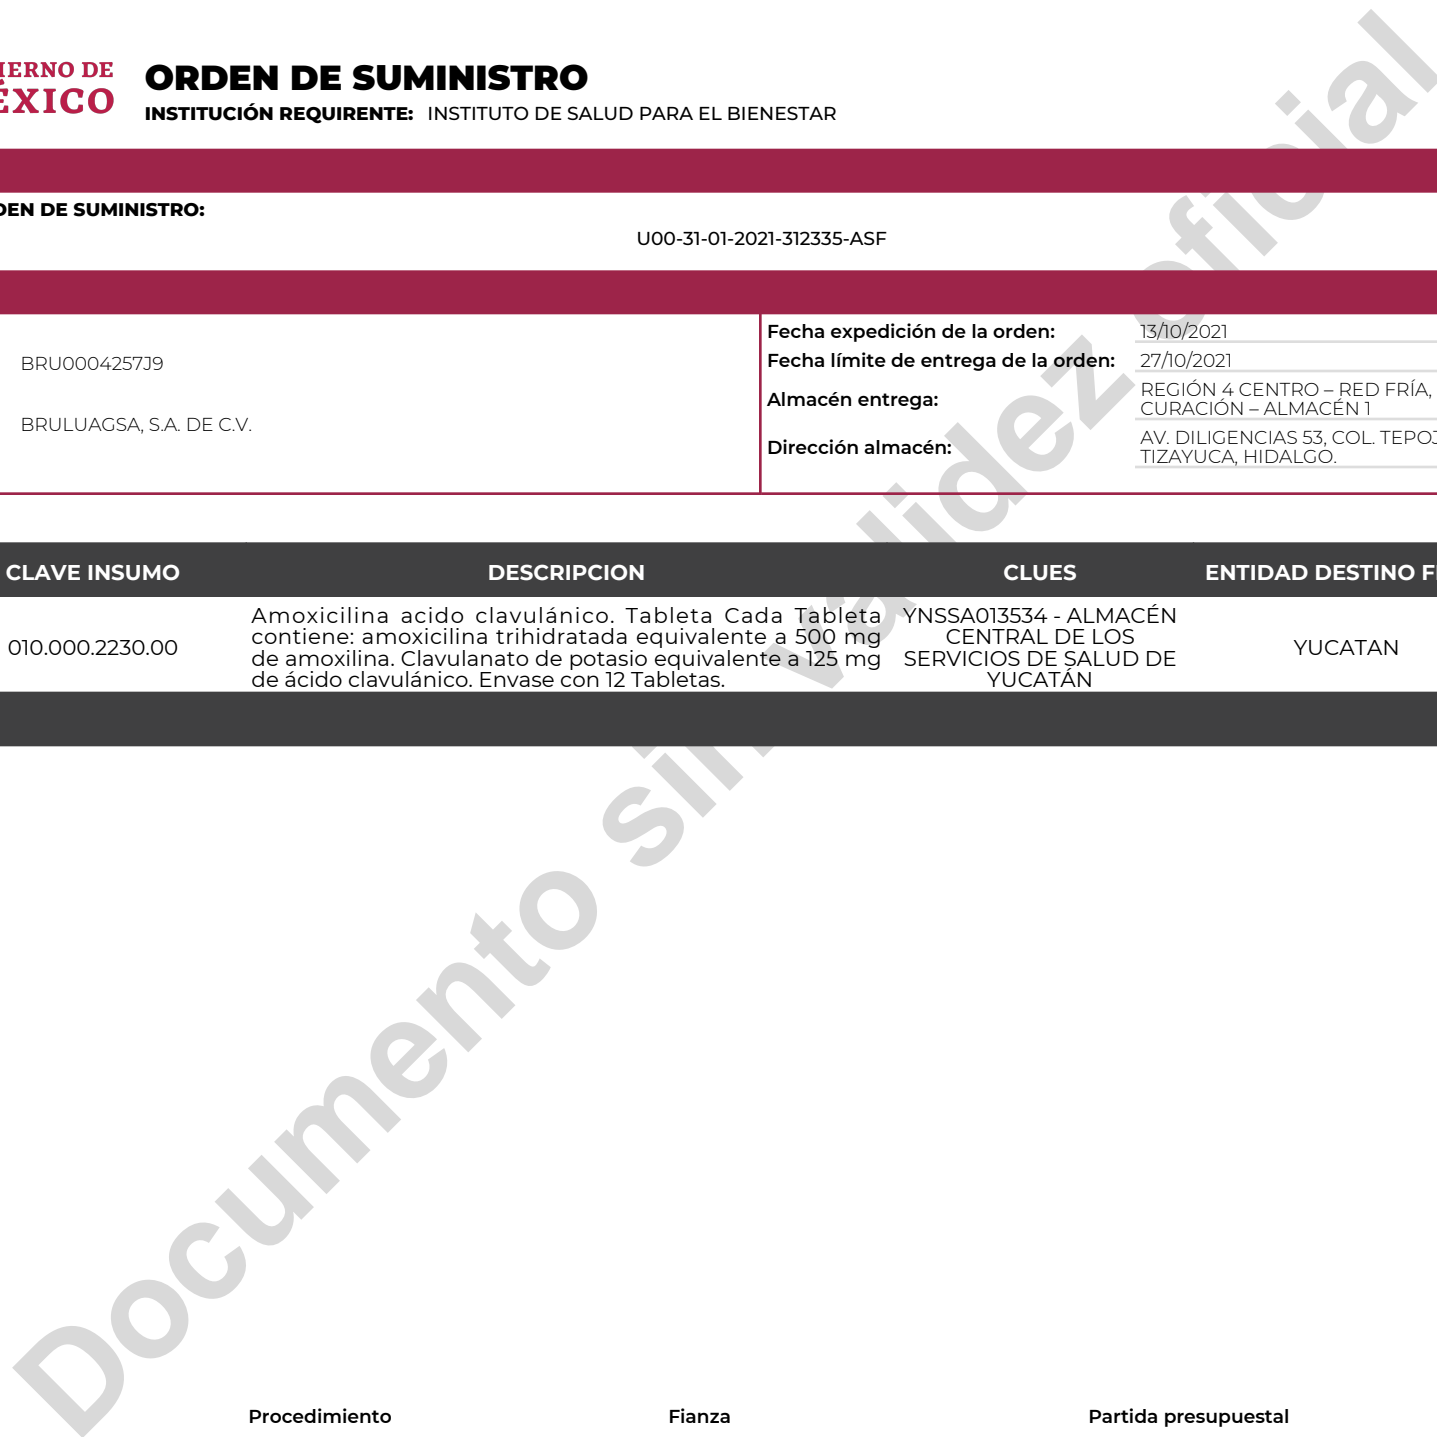 IERNO DE
ÉXICO
ORDEN DE SUMINISTRO
INSTITUCIÓN REQUIRENTE: INSTITUTO DE SALUD PARA EL BIENESTAR
DEN DE SUMINISTRO:
U00-31-01-2021-312335-ASF
BRU0004257J9
BRULUAGSA, S.A. DE C.V.
Fecha expedición de la orden: 13/10/2021
Fecha límite de entrega de la orden: 27/10/2021
Almacén entrega: REGIÓN 4 CENTRO – RED FRÍA,
CURACIÓN – ALMACÉN 1
Dirección almacén: AV. DILIGENCIAS 53, COL. TEPOJ
TIZAYUCA, HIDALGO.
CLAVE INSUMO DESCRIPCION CLUES ENTIDAD DESTINO FI
010.000.2230.00
Amoxicilina acido clavulánico. Tableta Cada Tableta
contiene: amoxicilina trihidratada equivalente a 500 mg
de amoxilina. Clavulanato de potasio equivalente a 125 mg
de ácido clavulánico. Envase con 12 Tabletas.
YNSSA013534 - ALMACÉN
CENTRAL DE LOS
SERVICIOS DE SALUD DE
YUCATÁN
YUCATAN
Documento sin validez oficial
Procedimiento Fianza Partida presupuestal